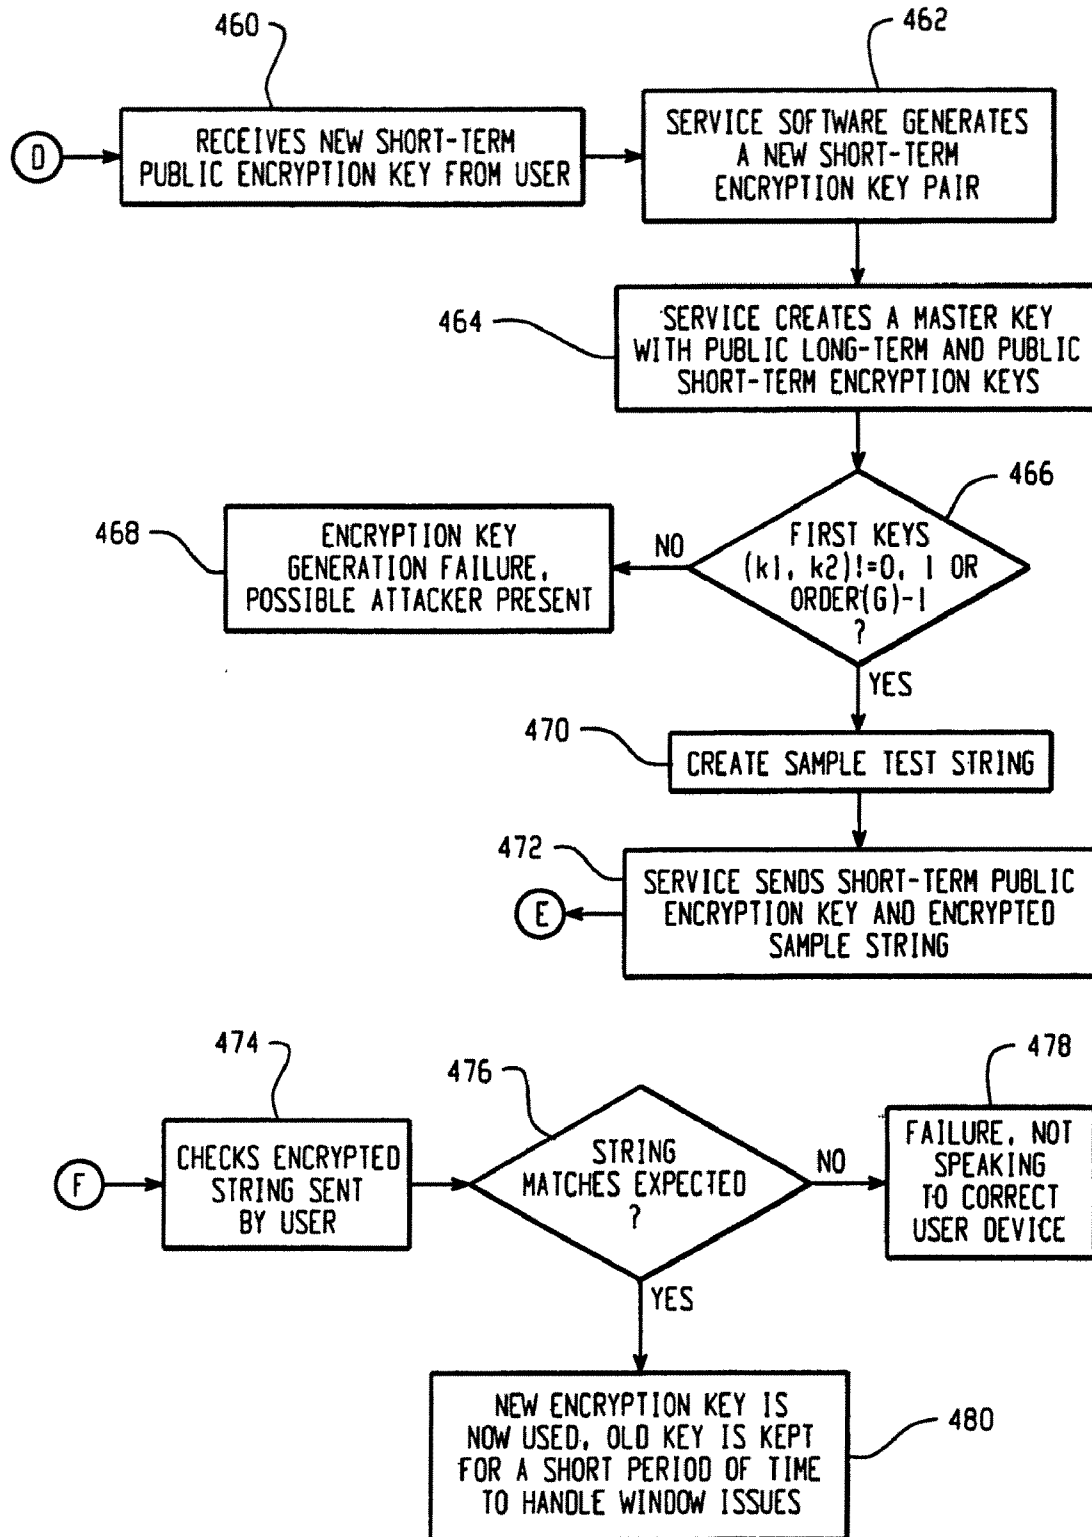 460
462
D
RECEIVES NEW SHORT-TERM
PUBLIC ENCRYPTION KEY FROM USER
SERVICE SOFTWARE GENERATES
A NEW SHORT-TERM
ENCRYPTION KEY PAIR
464
SERVICE CREATES A MASTER KEY
WITH PUBLIC LONG-TERM AND PUBLIC
SHORT-TERM ENCRYPTION KEYS
466
468
ENCRYPTION KEY
GENERATION FAILURE,
POSSIBLE ATTACKER PRESENT
NO
FIRST KEYS
(k1, k2)!=0, 1 OR
ORDER(G)-1
?
YES
470
CREATE SAMPLE TEST STRING
472
E
SERVICE SENDS SHORT-TERM PUBLIC
ENCRYPTION KEY AND ENCRYPTED
SAMPLE STRING
474
476
478
F
CHECKS ENCRYPTED
STRING SENT
BY USER
STRING
MATCHES EXPECTED
?
NO
FAILURE, NOT
SPEAKING
TO CORRECT
USER DEVICE
YES
NEW ENCRYPTION KEY IS
NOW USED, OLD KEY IS KEPT
FOR A SHORT PERIOD OF TIME
TO HANDLE WINDOW ISSUES
480